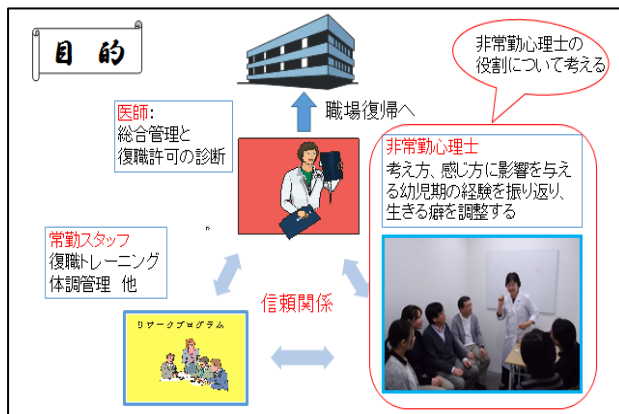 目 的
非常勤心理士の
役割について考える
職場復帰へ
医師：
総合管理と
復職許可の診断
非常勤心理士
考え方、感じ方に影響を与え
る幼児期の経験を振り返り、
生きる癖を調整する
常勤スタッフ
復職トレーニング
体調管理 他
信頼関係
リワークプログラム